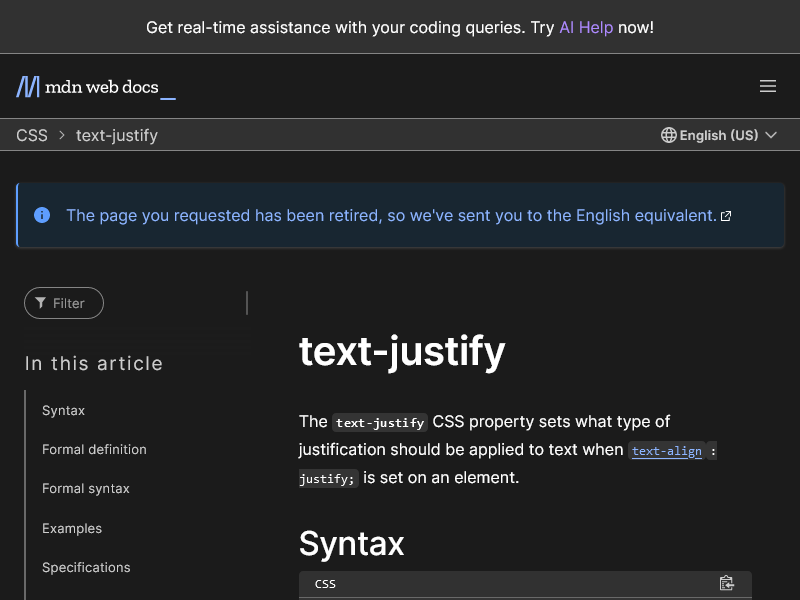 Get real-time assistance with your coding queries. Try AI Help now!
mdn web docs_
CSS > text-justify
English (US)
The page you requested has been retired, so we've sent you to the English equivalent.
Filter
In this article
Syntax
Formal definition
Formal syntax
Examples
Specifications
text-justify
The text-justify CSS property sets what type of
justification should be applied to text when text-align :
justify; is set on an element.
Syntax
CSS